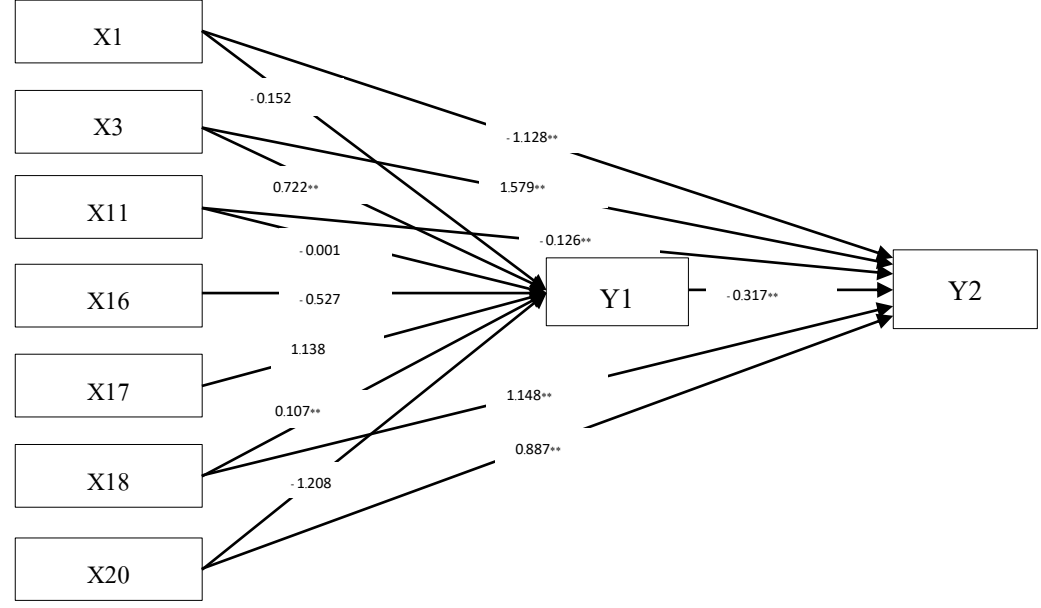 X1
- 0.152
X3
- 1.128**
0.722**
1.579**
X11
- 0.001
- 0.126**
X16
- 0.527
Y1
- 0.317**
Y2
X17
1.138
0.107**
1.148**
X18
- 1.208
0.887**
X20